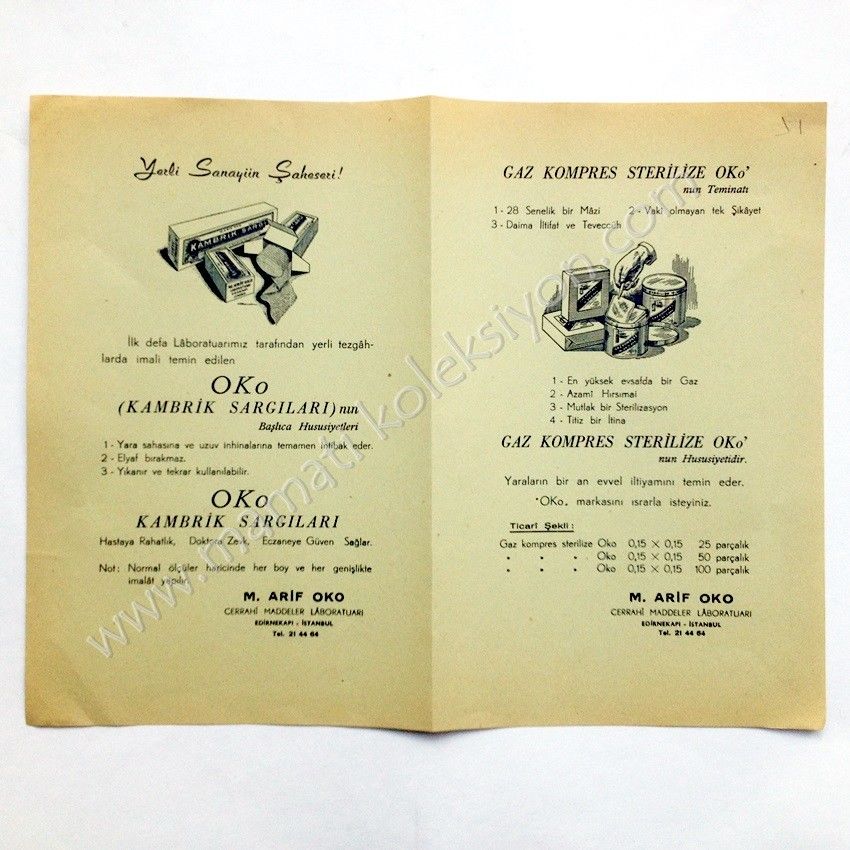 Yerli Sanayiin Şaheseri!
KAMBRİK SARGI
M. ARİF OKO
İlk defa Lâboratuarımız tarafından yerli tezgâh-
larda imali temin edilen
OKo
(KAMBRİK SARGILARI) nın
Başlıca Hususiyetleri
1 - Yara sahasına ve uzuv inhinalarına temamen intibak eder.
2 - Elyaf bırakmaz.
3 - Yıkanır ve tekrar kullanılabilir.
OKo
KAMBRİK SARGILARI
Hastaya Rahatlık, Doktora Zevk, Eczaneye Güven Sağlar.
Not: Normal ölçüler haricinde her boy ve her genişlikte
imalât yapılır.
M. ARİF OKO
CERRAHİ MADDELER LÂBORATUARI
EDİRNEKAPI - İSTANBUL
Tel. 21 44 64
GAZ KOMPRES STERİLİZE OKo'
nun Teminatı
1 - 28 Senelik bir Mâzi 2 - Vaki olmayan tek Şikâyet
3 - Daima İltifat ve Teveccüh
1 - En yüksek evsafda bir Gaz
2 - Azamî Hırsımai
3 - Mutlak bir Sterilizasyon
4 - Titiz bir İtina
GAZ KOMPRES STERİLİZE OKo'
nun Hususiyetidir.
Yaraların bir an evvel iltiyamını temin eder.
"OKo" markasını ısrarla isteyiniz.
Ticarî Şekli :
Gaz kompres sterilize Oko 0,15 X 0,15 25 parçalık
" " " Oko 0,15 X 0,15 50 parçalık
" " " Oko 0,15 X 0,15 100 parçalık
M. ARİF OKO
CERRAHİ MADDELER LÂBORATUARI
EDİRNEKAPI - İSTANBUL
Tel. 21 44 64
www.mamatikoleksiyon.com